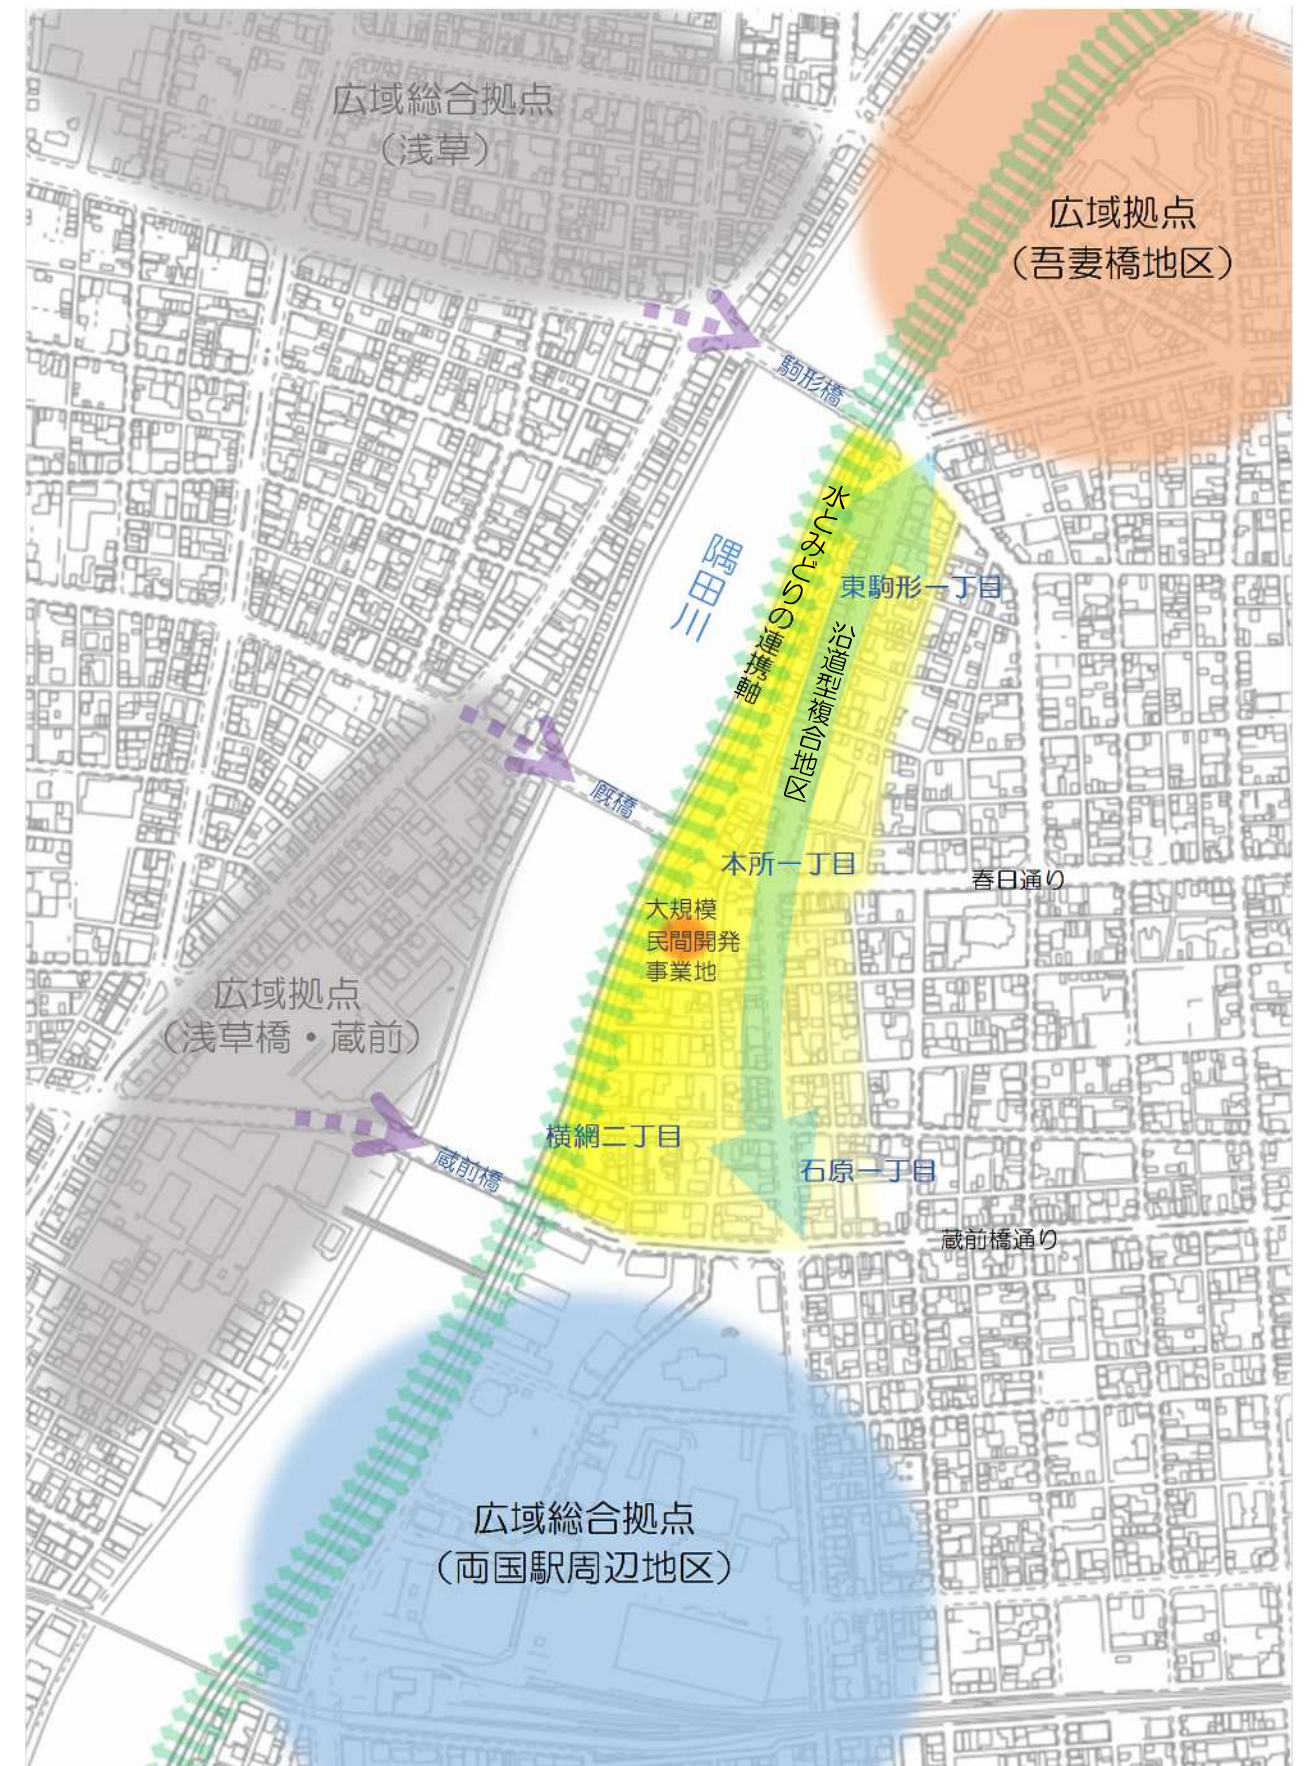 広域総合拠点
（浅草）
広域拠点
（吾妻橋地区）
駒形橋
水とみどりの連携軸
隅田川
東駒形一丁目
沿道型複合地区
厩橋
本所一丁目
春日通り
大規模
民間開発
事業地
広域拠点
（浅草橋・蔵前）
横網二丁目
蔵前橋
石原一丁目
蔵前橋通り
広域総合拠点
（両国駅周辺地区）